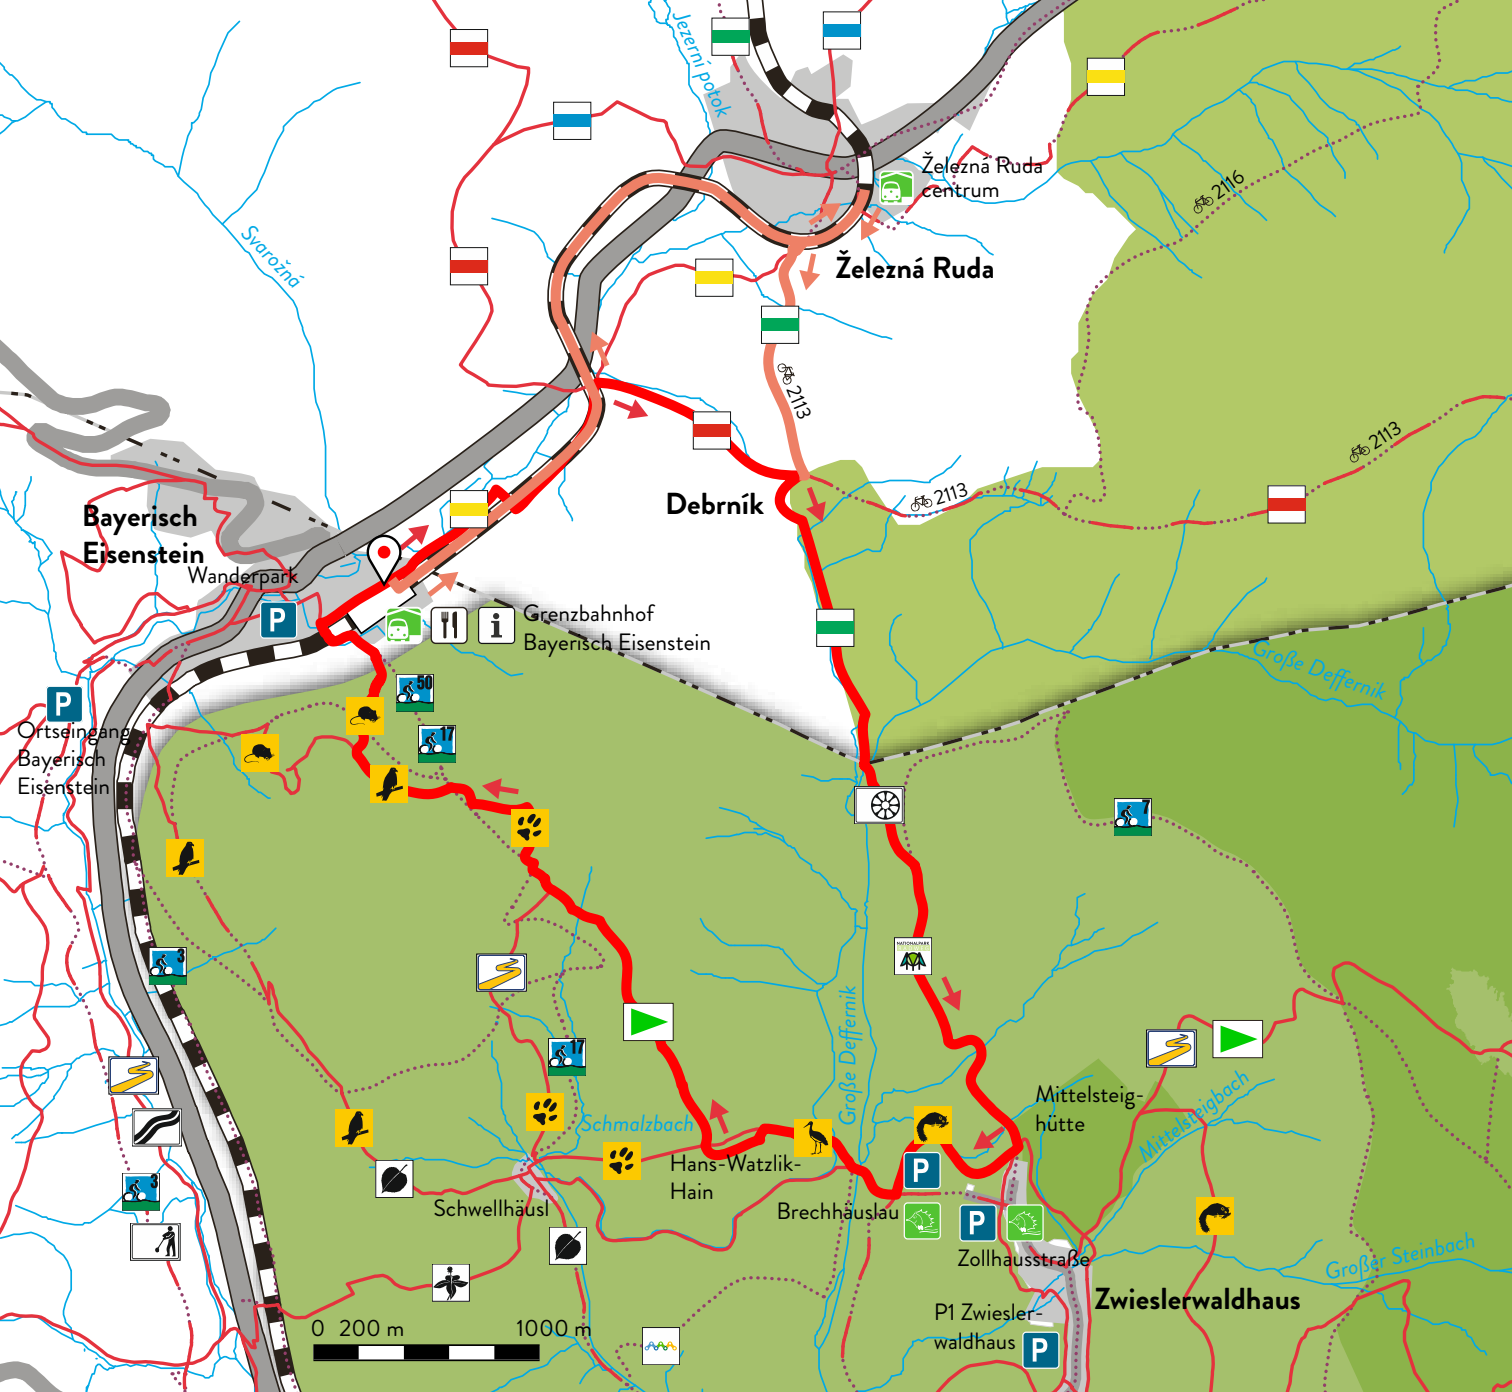 Jezerní potok
Železná Ruda
centrum
2116
Svarožná
Železná Ruda
2113
2113
2113
Debrník
Bayerisch
Eisenstein
Wanderpark
P
Grenzbahnhof
Bayerisch Eisenstein
i
50
17
P
Ortseingang
Bayerisch
Eisenstein
Große Deffernik
7
NATIONALPARK
3
17
Große Deffernik
Mittelsteig-
hütte
Mittelsteigbach
Schmalzbach
Hans-Watzlik-
Hain
P
3
Schwellhäusl
Brechhäuslau
P
Zollhausstraße
Großer Steinbach
Zwieslerwaldhaus
P1 Zwiesler-
waldhaus
P
0 200 m 1000 m